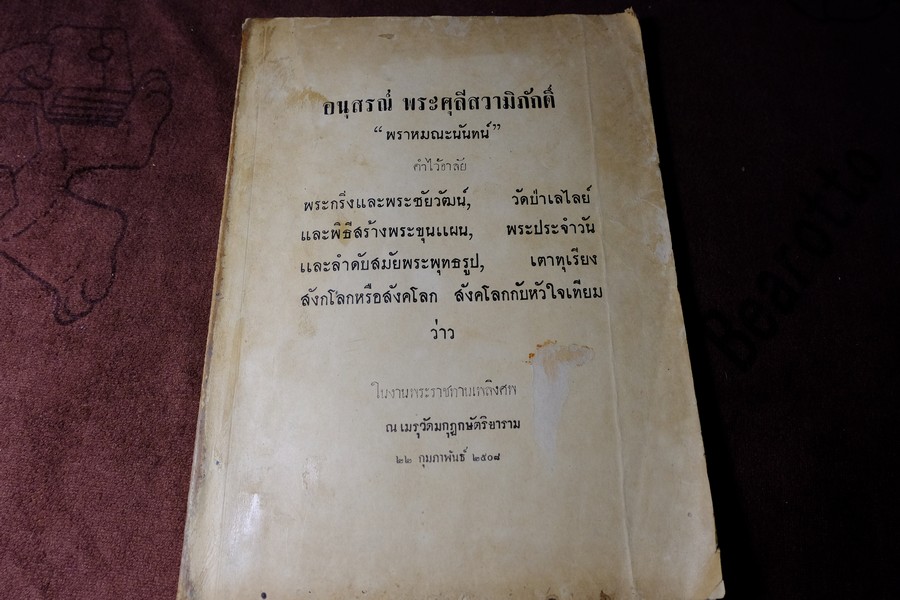 อนุสรณ์ พระศุลีสวามิภักดิ์
“พราหมณะนันทน์”
คำไว้อาลัย
พระกริ่งและพระชัยวัฒน์, วัดป่าเลไลย์
และพิธีสร้างพระขุนแผน, พระประจำวัน
และลำดับสมัยพระพุทธรูป, เตาทุเรียง
สังกโลกหรือสังคโลก สังคโลกกับหัวใจเทียม
ว่าว
ในงานพระราชทานเพลิงศพ
ณ เมรุวัดมกุฎกษัตริยาราม
๒๒ กุมภาพันธ์ ๒๕๐๘
Bearcotto